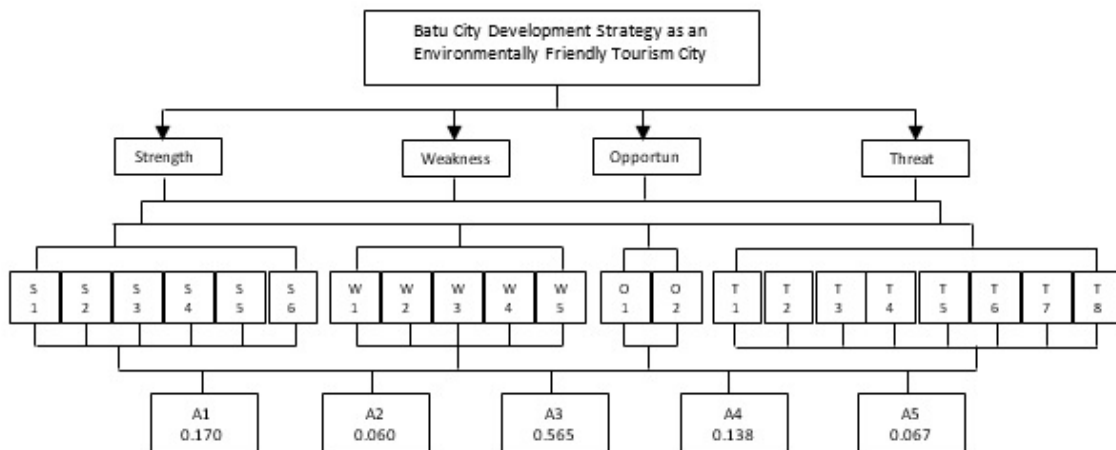 Batu City Development Strategy as an
Environmentally Friendly Tourism City
Strength
Weakness
Opportun
Threat
S
1
S
2
S
3
S
4
S
5
S
6
W
1
W
2
W
3
W
4
W
5
O
1
O
2
T
1
T
2
T
3
T
4
T
5
T
6
T
7
T
8
A1
0.170
A2
0.060
A3
0.565
A4
0.138
A5
0.067